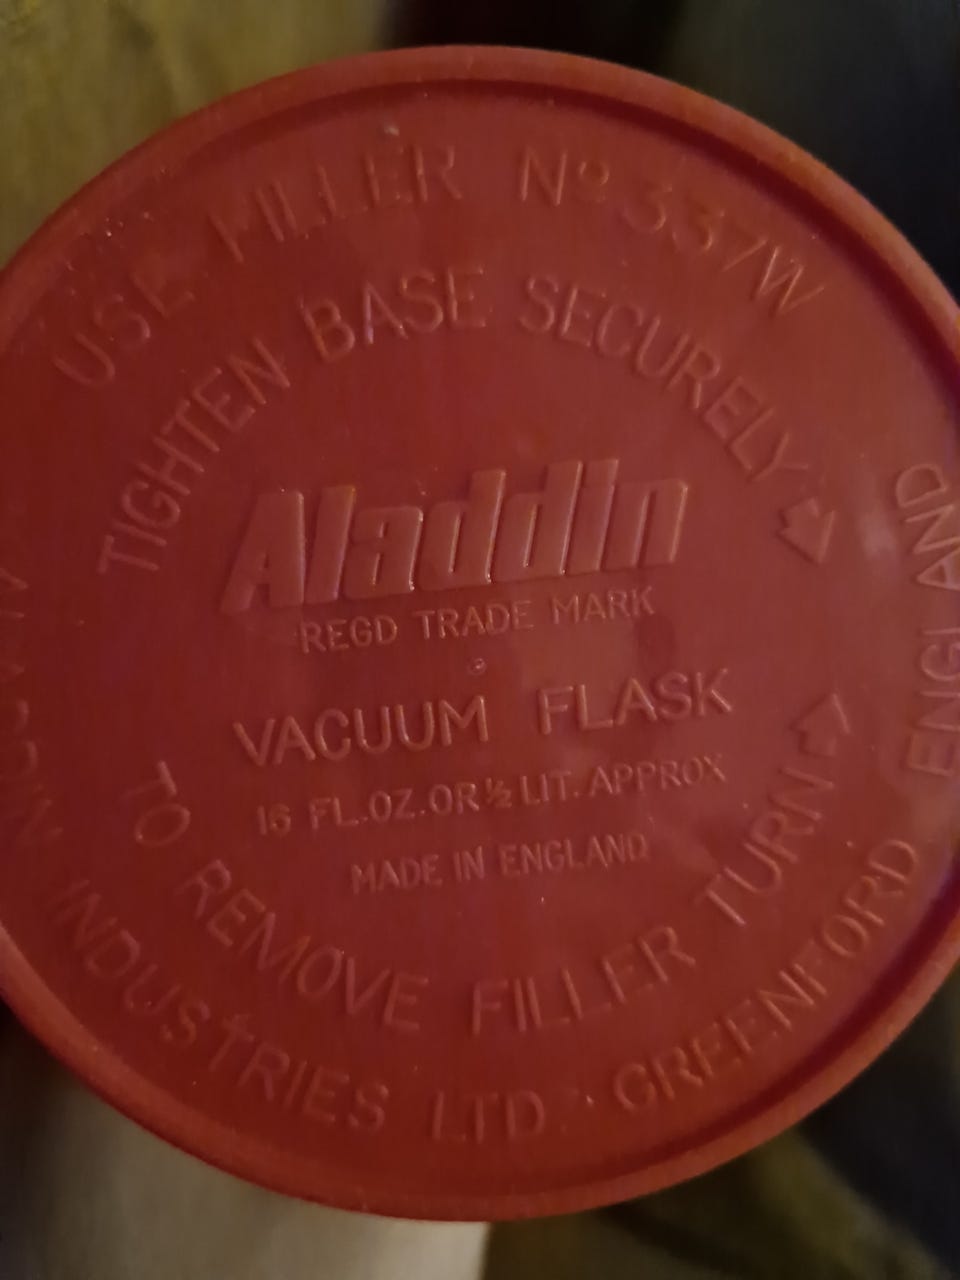 USE FILLER Nº 337W
TIGHTEN BASE SECURELY
Aladdin
REGD TRADE MARK
VACUUM FLASK
16 FL.OZ.OR ½ LIT. APPROX
MADE IN ENGLAND
TO REMOVE FILLER TURN
INDUSTRIES LTD · GREENFORD ENGLAND